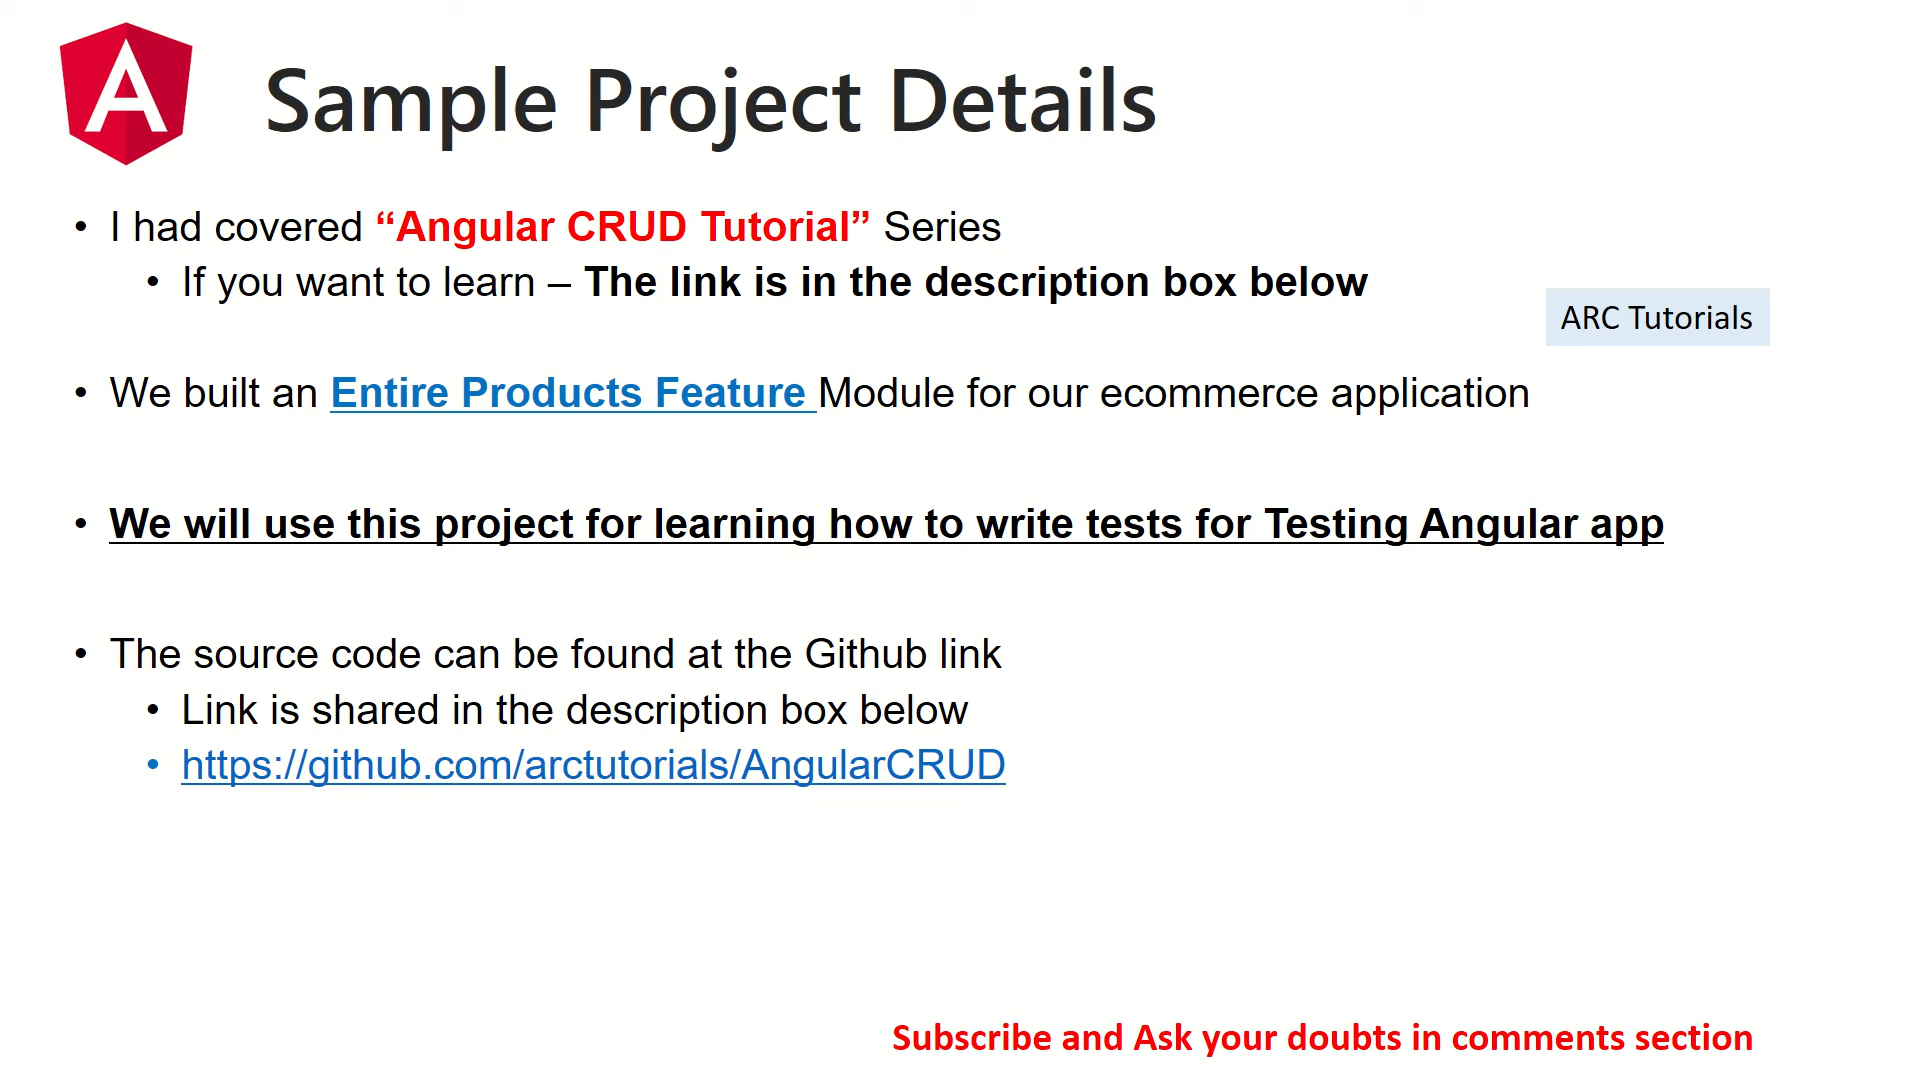 Sample Project Details
• I had covered “Angular CRUD Tutorial” Series
• If you want to learn – The link is in the description box below
ARC Tutorials
• We built an Entire Products Feature Module for our ecommerce application
• We will use this project for learning how to write tests for Testing Angular app
• The source code can be found at the Github link
• Link is shared in the description box below
• https://github.com/arctutorials/AngularCRUD
Subscribe and Ask your doubts in comments section